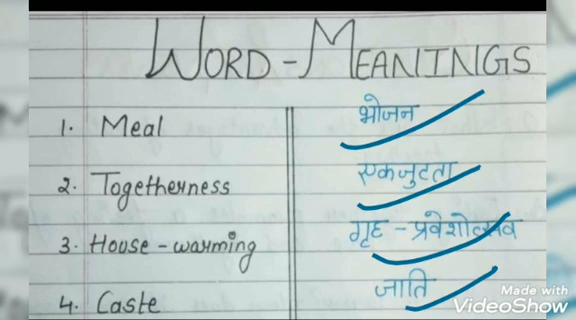 WORD - MEANINGS
1. Meal भोजन
2. Togetherness एकजुटता
3. House - warming गृह - प्रवेशोत्सव
4. Caste जाति
Made with
VideoShow